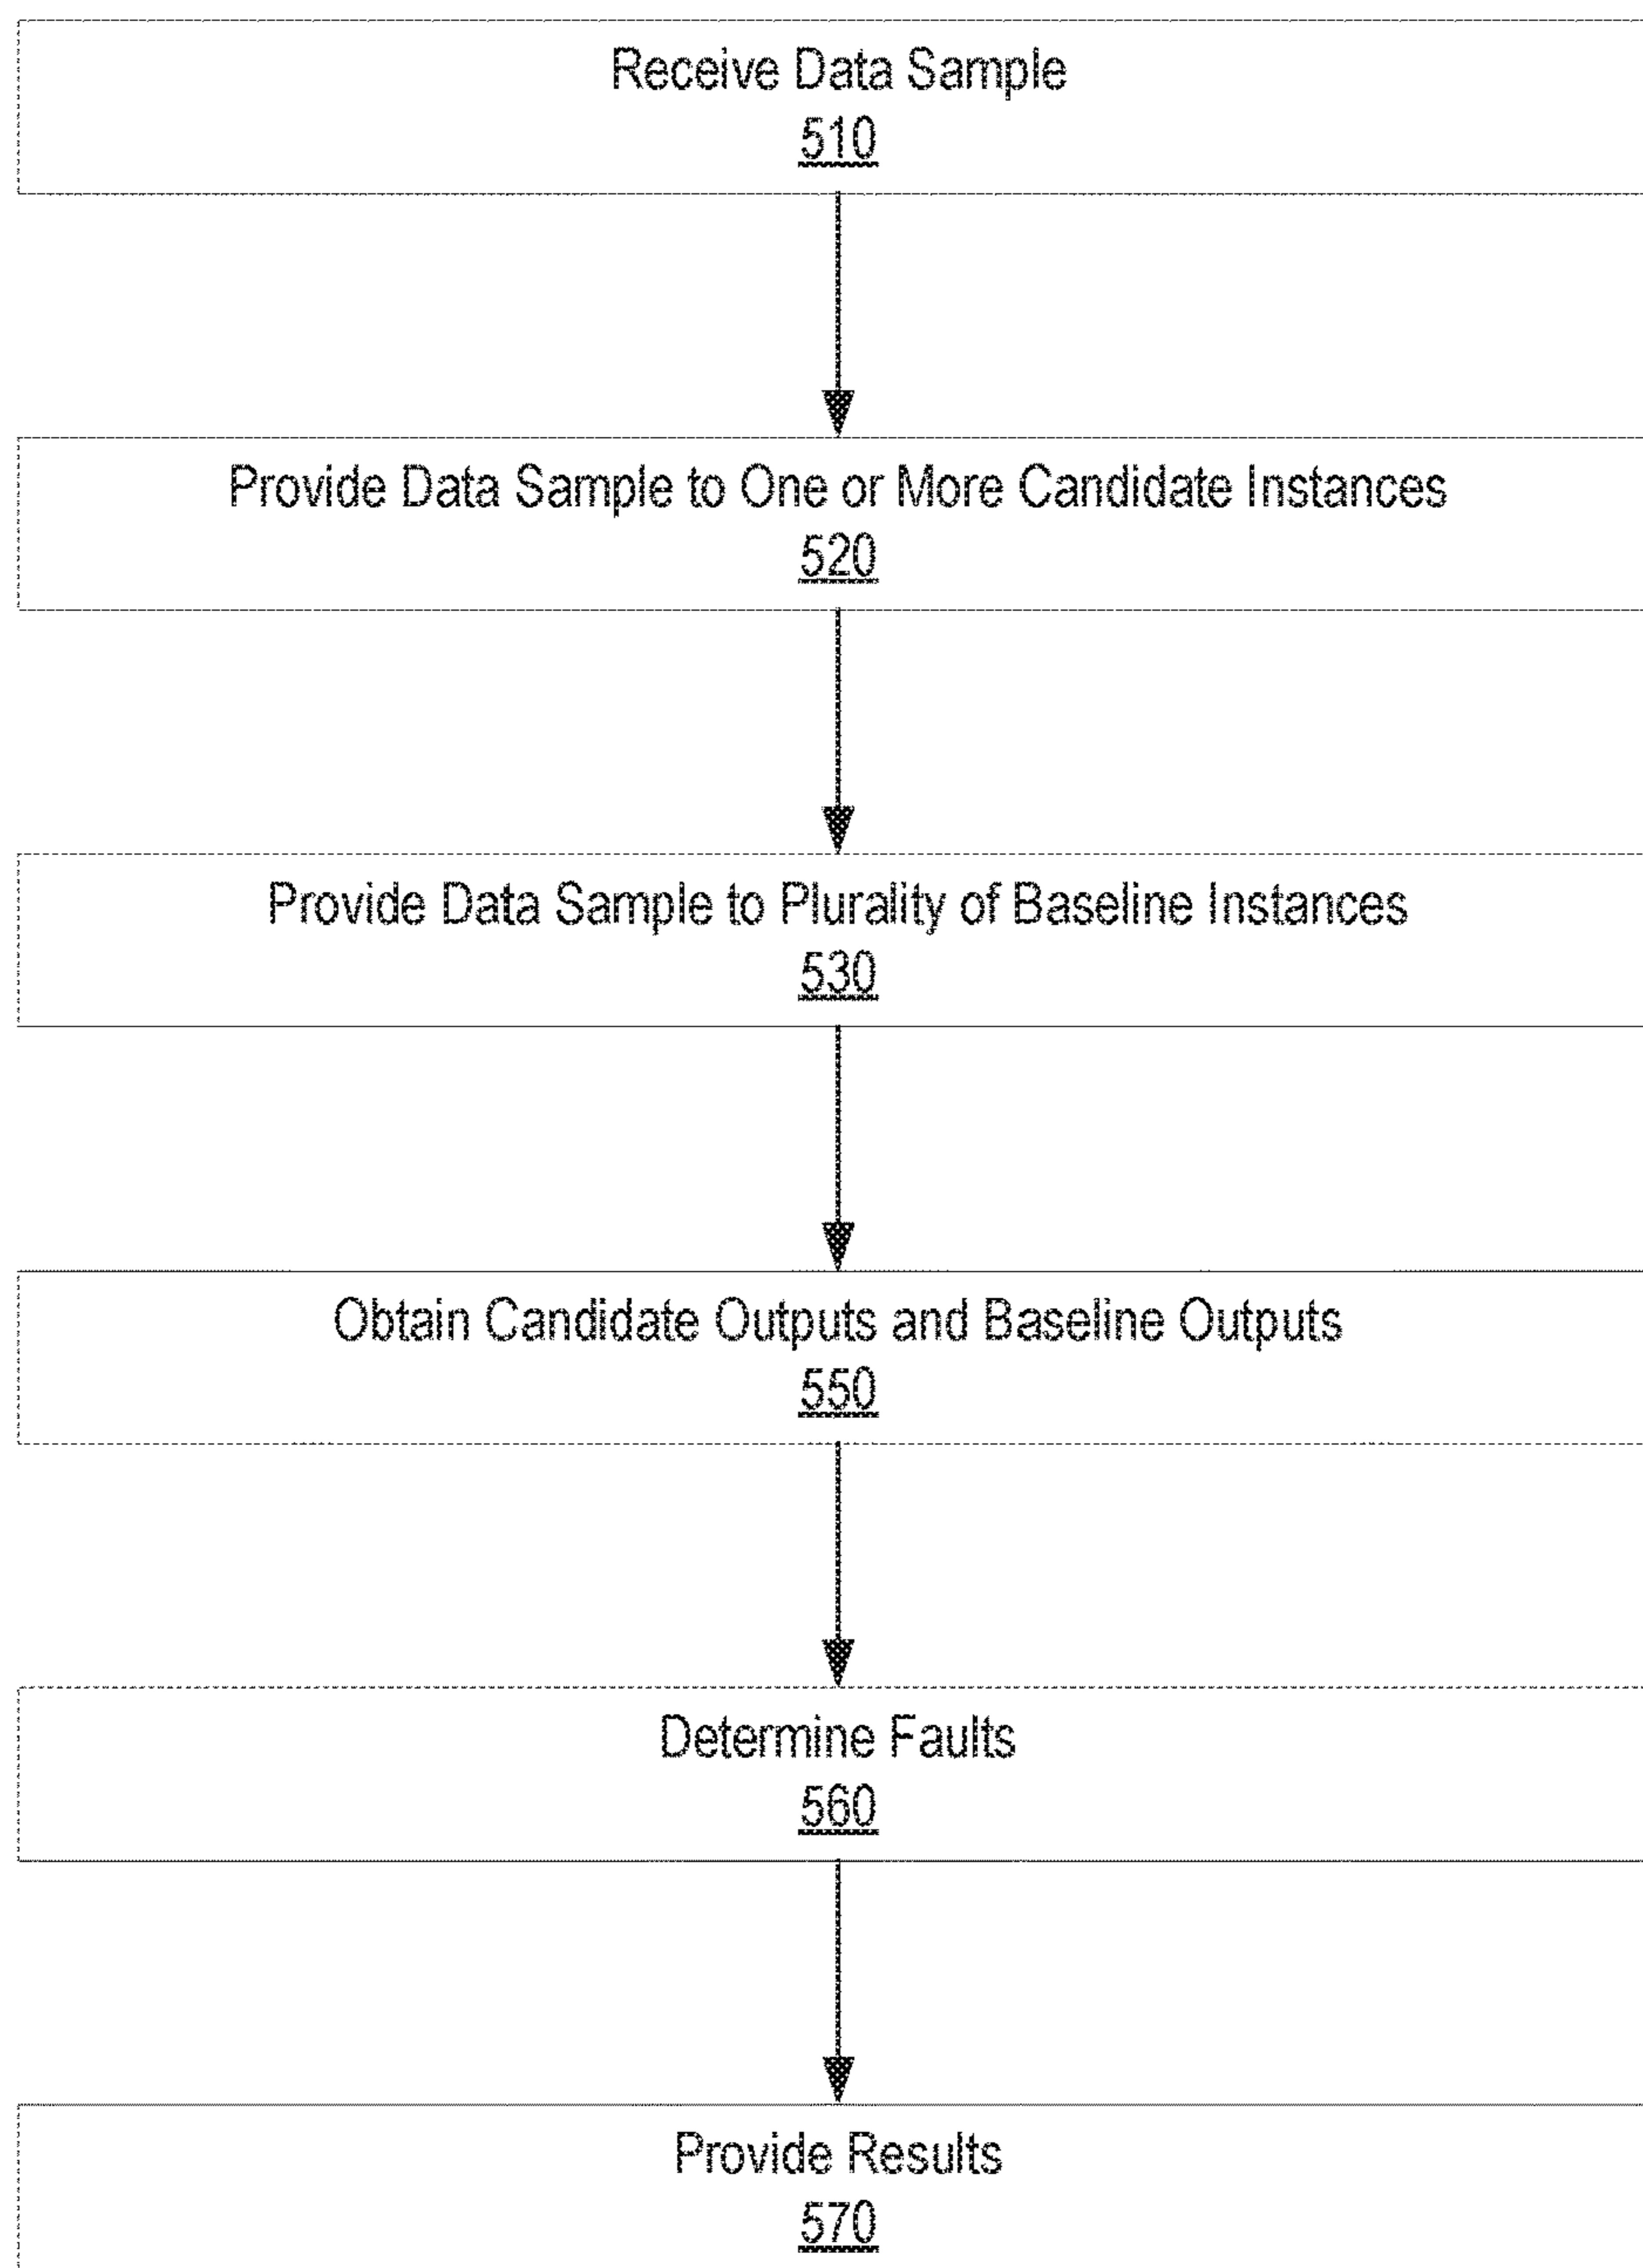 Receive Data Sample
510
Provide Data Sample to One or More Candidate Instances
520
Provide Data Sample to Plurality of Baseline Instances
530
Obtain Candidate Outputs and Baseline Outputs
550
Determine Faults
560
Provide Results
570